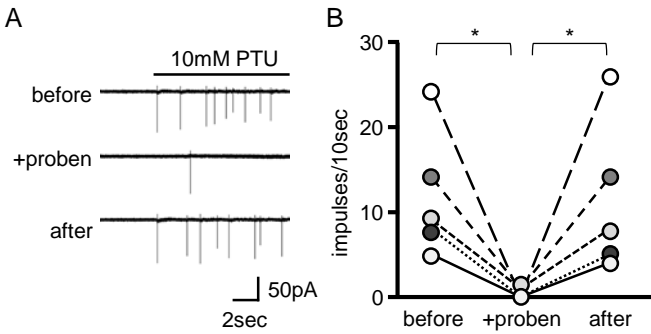 A
10mM PTU
before
+proben
after
50pA
2sec
B
* *
30
20
10
0
impulses/10sec
before +proben after